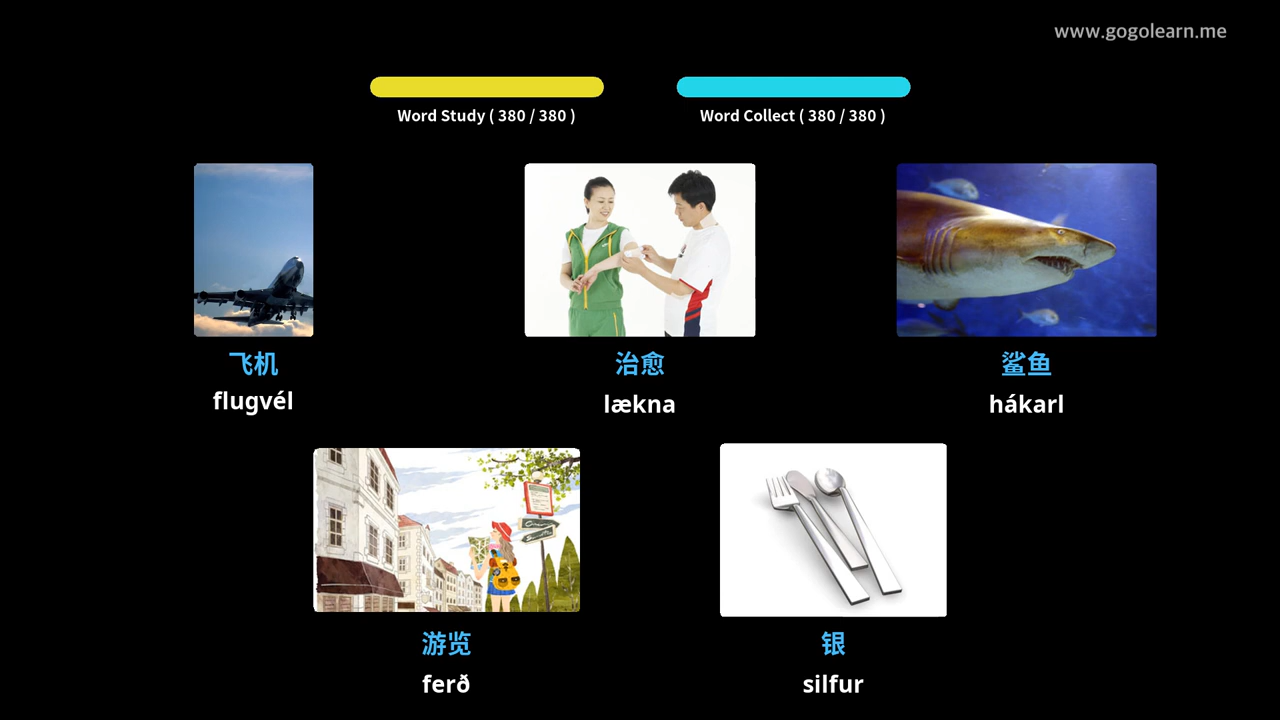 www.gogolearn.me
Word Study ( 380 / 380 )
Word Collect ( 380 / 380 )
飞机
治愈
鲨鱼
flugvél
lækna
hákarl
游览
银
ferð
silfur